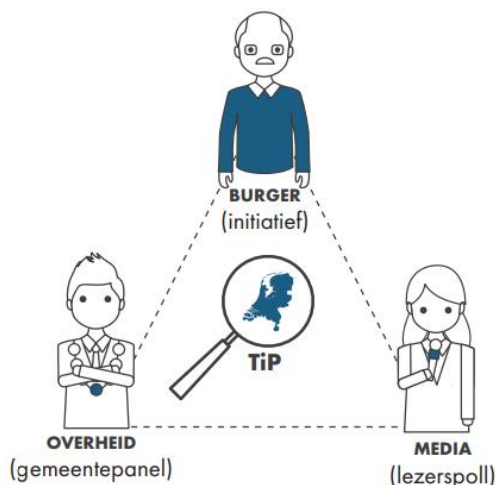 BURGER
(initiatief)
TiP
OVERHEID
(gemeentepanel)
MEDIA
(lezerspoll)